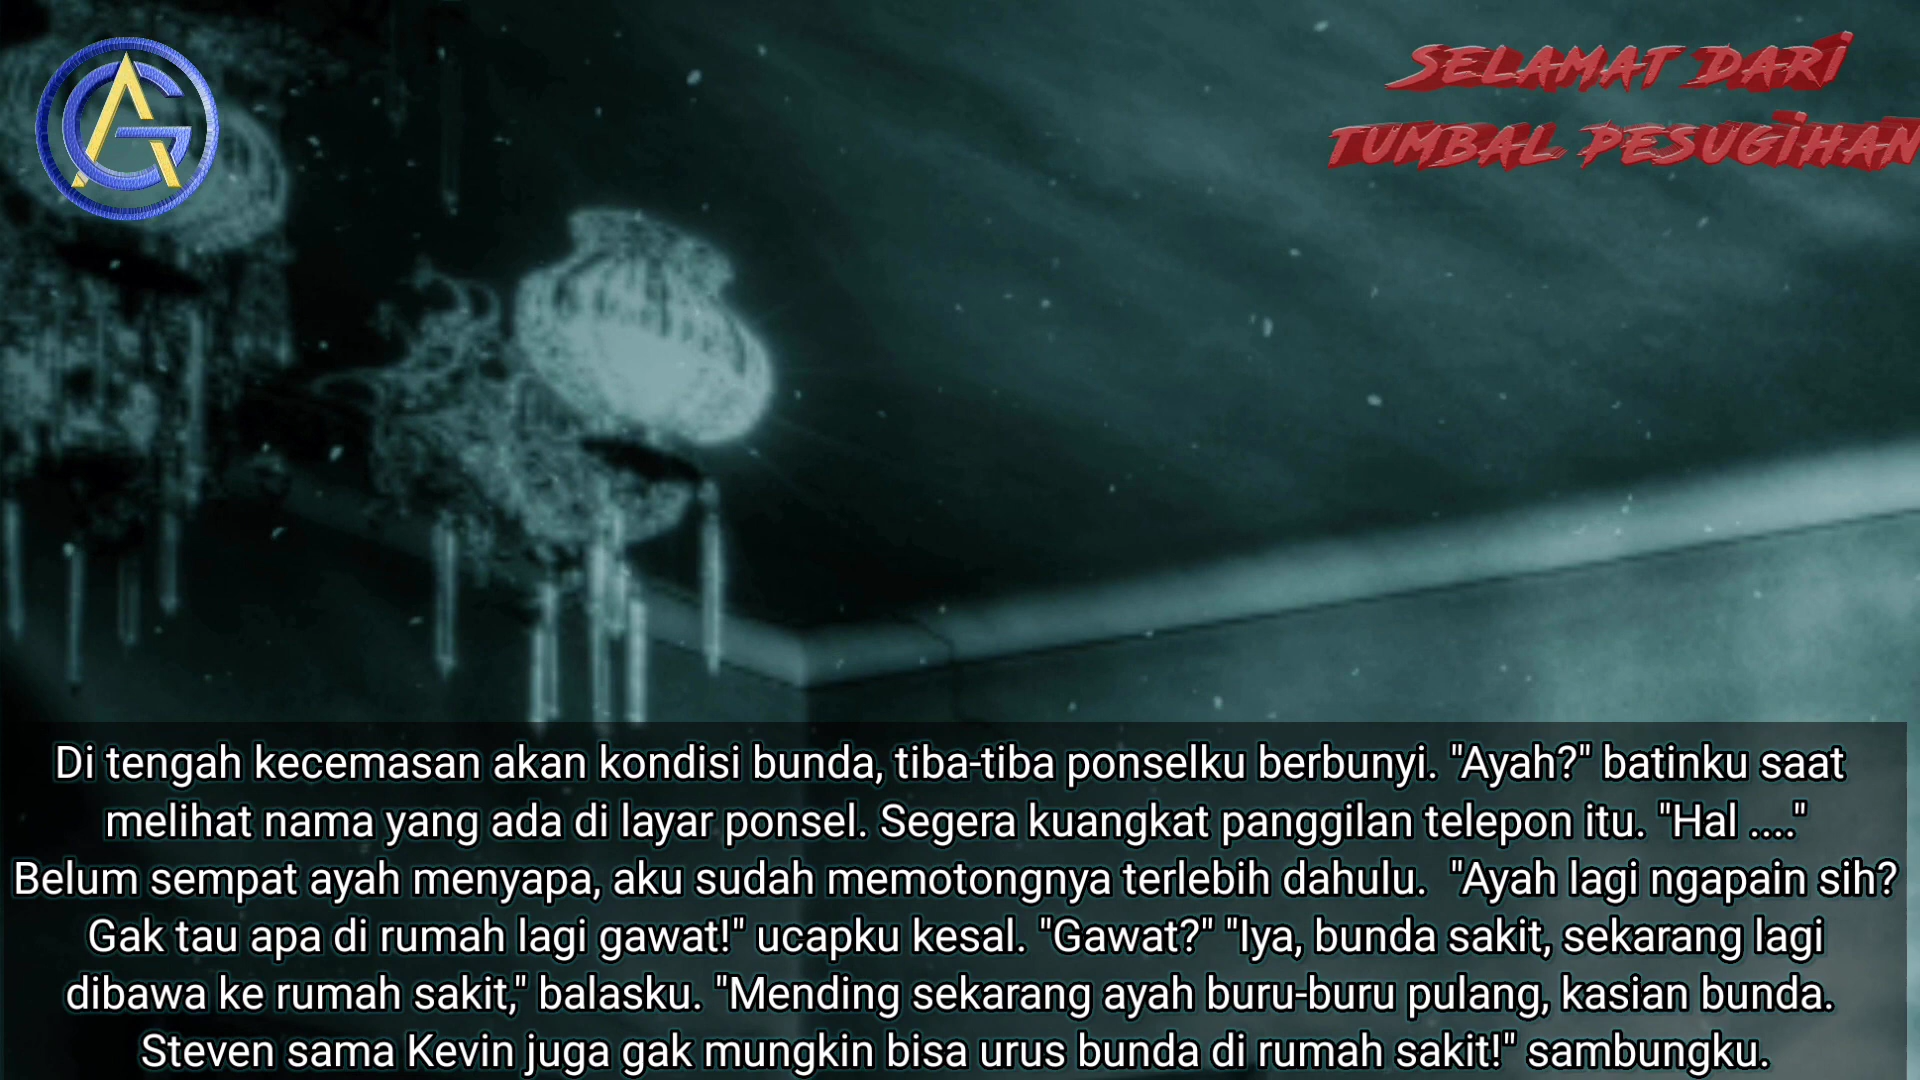 SELAMAT DARI
TUMBAL PESUGIHAN
Di tengah kecemasan akan kondisi bunda, tiba-tiba ponselku berbunyi. "Ayah?" batinku saat
melihat nama yang ada di layar ponsel. Segera kuangkat panggilan telepon itu. "Hal ...."
Belum sempat ayah menyapa, aku sudah memotongnya terlebih dahulu.  "Ayah lagi ngapain sih?
Gak tau apa di rumah lagi gawat!" ucapku kesal. "Gawat?" "Iya, bunda sakit, sekarang lagi
dibawa ke rumah sakit," balasku. "Mending sekarang ayah buru-buru pulang, kasian bunda.
Steven sama Kevin juga gak mungkin bisa urus bunda di rumah sakit!" sambungku.